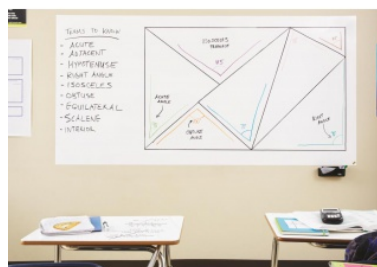 TERMS TO KNOW
- ACUTE
- ADJACENT
- HYPOTENUSE
- RIGHT ANGLE
- ISOSCELES
- OBTUSE
- EQUILATERAL
- SCALENE
- INTERIOR
ACUTE
ANGLE
OBTUSE
ANGLE
RIGHT
ANGLE